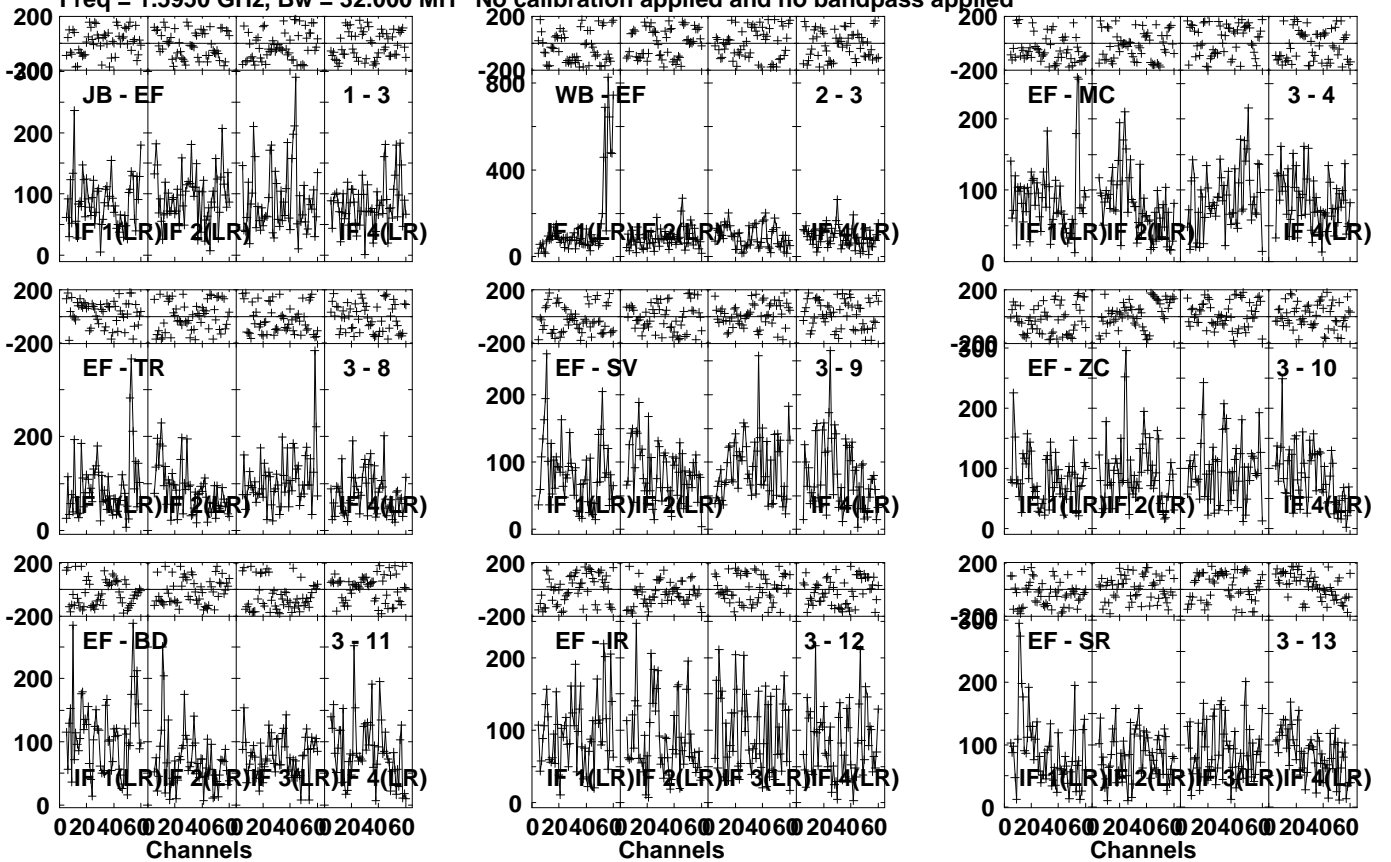 Freq = 1.5950 GHz, Bw = 32.000 MH No calibration applied and no bandpass applied
200
-200
300
JB - EF 1 - 3
200
100
0
IF 1(LR) IF 2(LR) IF 4(LR)
200
-200
800
WB - EF 2 - 3
400
0
IF 1(LR) IF 2(LR) IF 4(LR)
200
-200
EF - MC 3 - 4
200
100
0
IF 1(LR) IF 2(LR) IF 4(LR)
200
-200
EF - TR 3 - 8
200
0
IF 1(LR) IF 2(LR) IF 4(LR)
200
-200
EF - SV 3 - 9
200
100
0
IF 1(LR) IF 2(LR) IF 4(LR)
200
-200
300
EF - ZC 3 - 10
200
100
0
IF 1(LR) IF 2(LR) IF 4(LR)
200
-200
EF - BD 3 - 11
200
100
0
IF 1(LR) IF 2(LR) IF 3(LR) IF 4(LR)
0 20 40 60 0 20 40 60 0 20 40 60 0 20 40 60
Channels
200
-200
EF - IR 3 - 12
200
100
0
IF 1(LR) IF 2(LR) IF 3(LR) IF 4(LR)
0 20 40 60 0 20 40 60 0 20 40 60 0 20 40 60
Channels
200
-200
300
EF - SR 3 - 13
200
100
0
IF 1(LR) IF 2(LR) IF 3(LR) IF 4(LR)
0 20 40 60 0 20 40 60 0 20 40 60 0 20 40 60
Channels